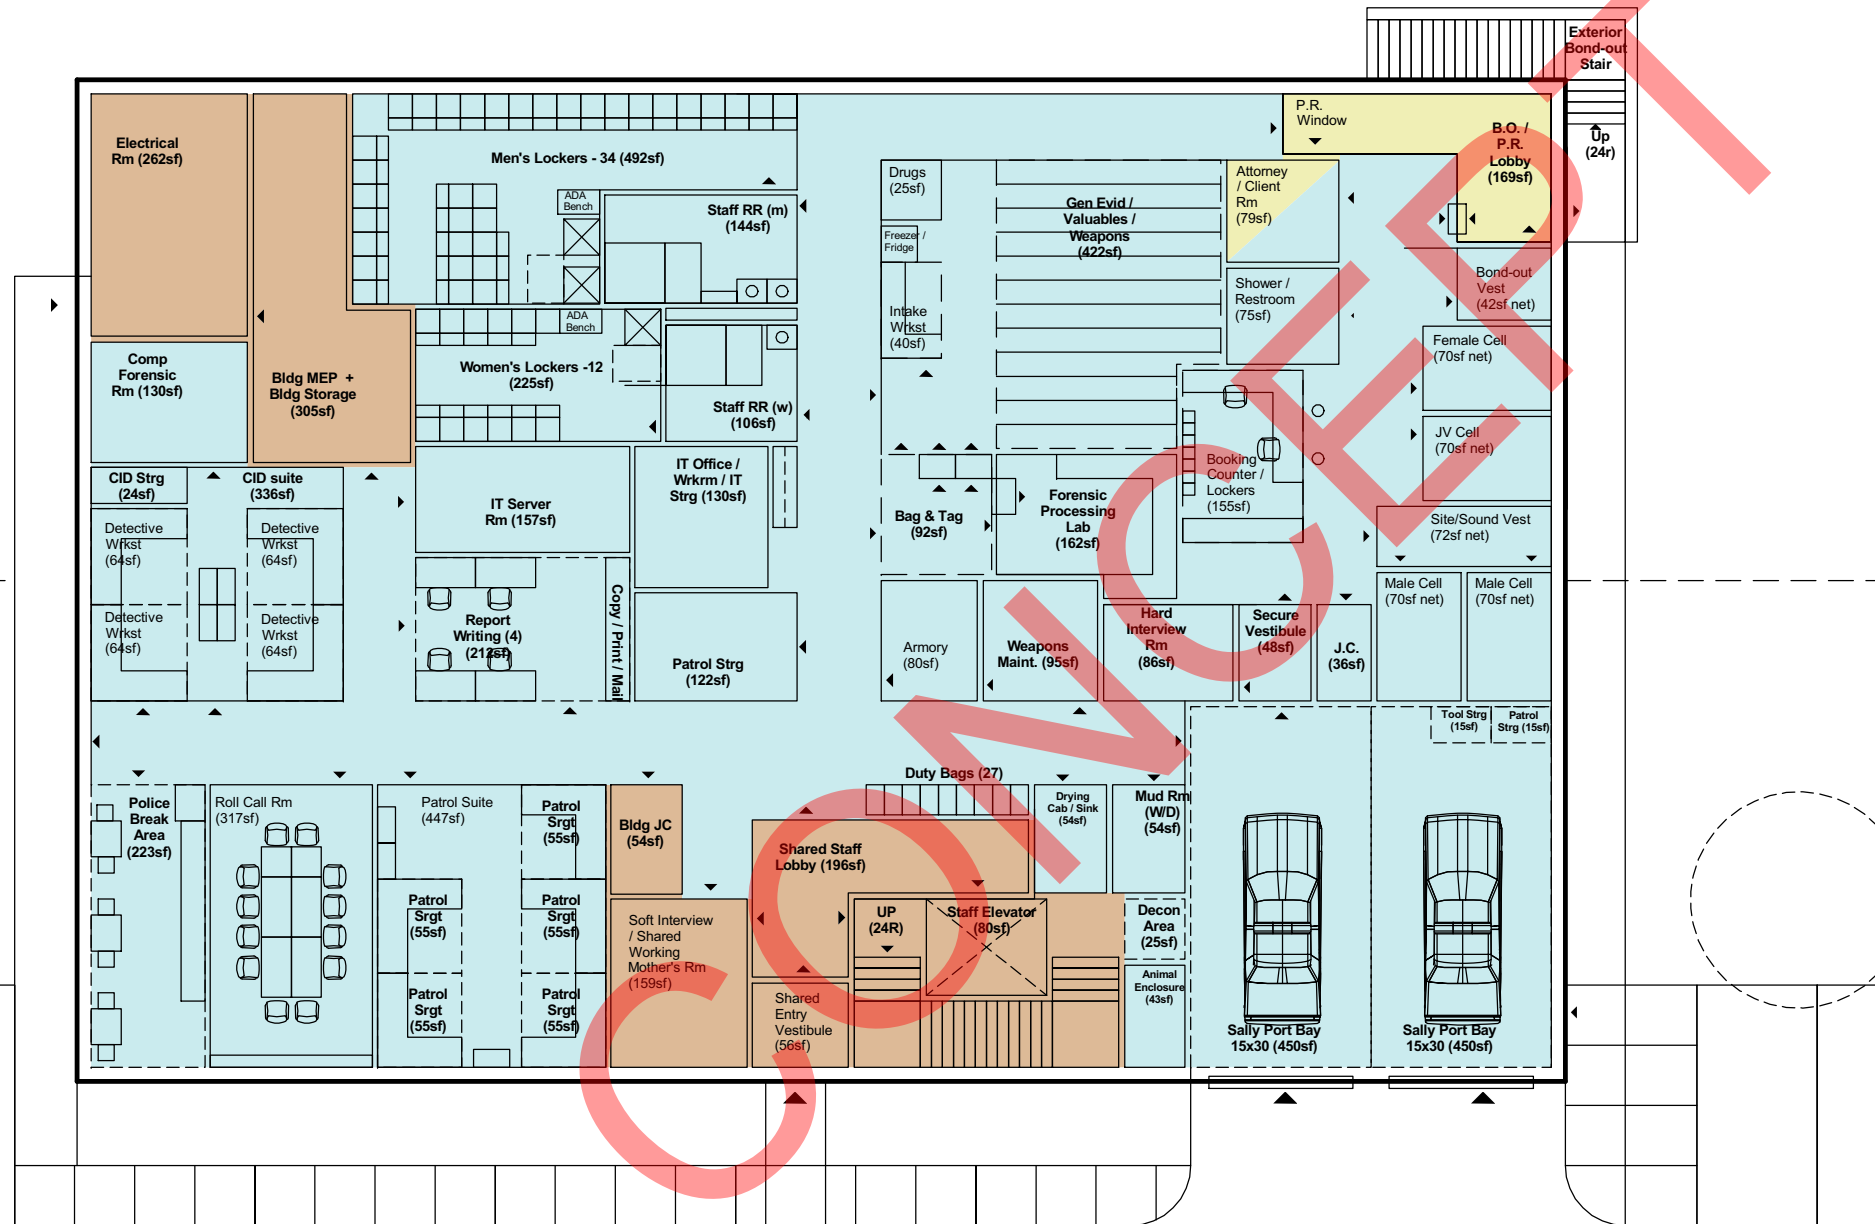 Exterior
Bond-out
Stair
Up
(24r)
P.R.
Window
B.O. /
P.R.
Lobby
(169sf)
Electrical
Rm (262sf)
Men's Lockers - 34 (492sf)
ADA
Bench
Staff RR (m)
(144sf)
Drugs
(25sf)
Freezer /
Fridge
Intake
Wrkst
(40sf)
Gen Evid /
Valuables /
Weapons
(422sf)
Attorney
/ Client
Rm
(79sf)
Shower /
Restroom
(75sf)
Bond-out
Vest
(42sf net)
Female Cell
(70sf net)
JV Cell
(70sf net)
Comp
Forensic
Rm (130sf)
Bldg MEP +
Bldg Storage
(305sf)
ADA
Bench
Women's Lockers -12
(225sf)
Staff RR (w)
(106sf)
CID Strg
(24sf)
CID suite
(336sf)
IT Server
Rm (157sf)
IT Office /
Wrkrm / IT
Strg (130sf)
Bag & Tag
(92sf)
Forensic
Processing
Lab
(162sf)
Booking
Counter /
Lockers
(155sf)
Site/Sound Vest
(72sf net)
Detective
Wrkst
(64sf)
Detective
Wrkst
(64sf)
Detective
Wrkst
(64sf)
Detective
Wrkst
(64sf)
Report
Writing (4)
(212sf)
Copy / Print / Mail
Patrol Strg
(122sf)
Armory
(80sf)
Weapons
Maint. (95sf)
Hard
Interview
Rm
(86sf)
Secure
Vestibule
(48sf)
J.C.
(36sf)
Male Cell
(70sf net)
Male Cell
(70sf net)
Tool Strg
(15sf)
Patrol
Strg (15sf)
Police
Break
Area
(223sf)
Roll Call Rm
(317sf)
Patrol Suite
(447sf)
Patrol
Srgt
(55sf)
Patrol
Srgt
(55sf)
Patrol
Srgt
(55sf)
Patrol
Srgt
(55sf)
Patrol
Srgt
(55sf)
Bldg JC
(54sf)
Duty Bags (27)
Shared Staff
Lobby (196sf)
Drying
Cab / Sink
(54sf)
Mud Rm
(W/D)
(54sf)
Soft Interview
/ Shared
Working
Mother's Rm
(159sf)
UP
(24R)
Staff Elevator
(80sf)
Decon
Area
(25sf)
Animal
Enclosure
(43sf)
Shared
Entry
Vestibule
(56sf)
Sally Port Bay
15x30 (450sf)
Sally Port Bay
15x30 (450sf)
CONCEPT